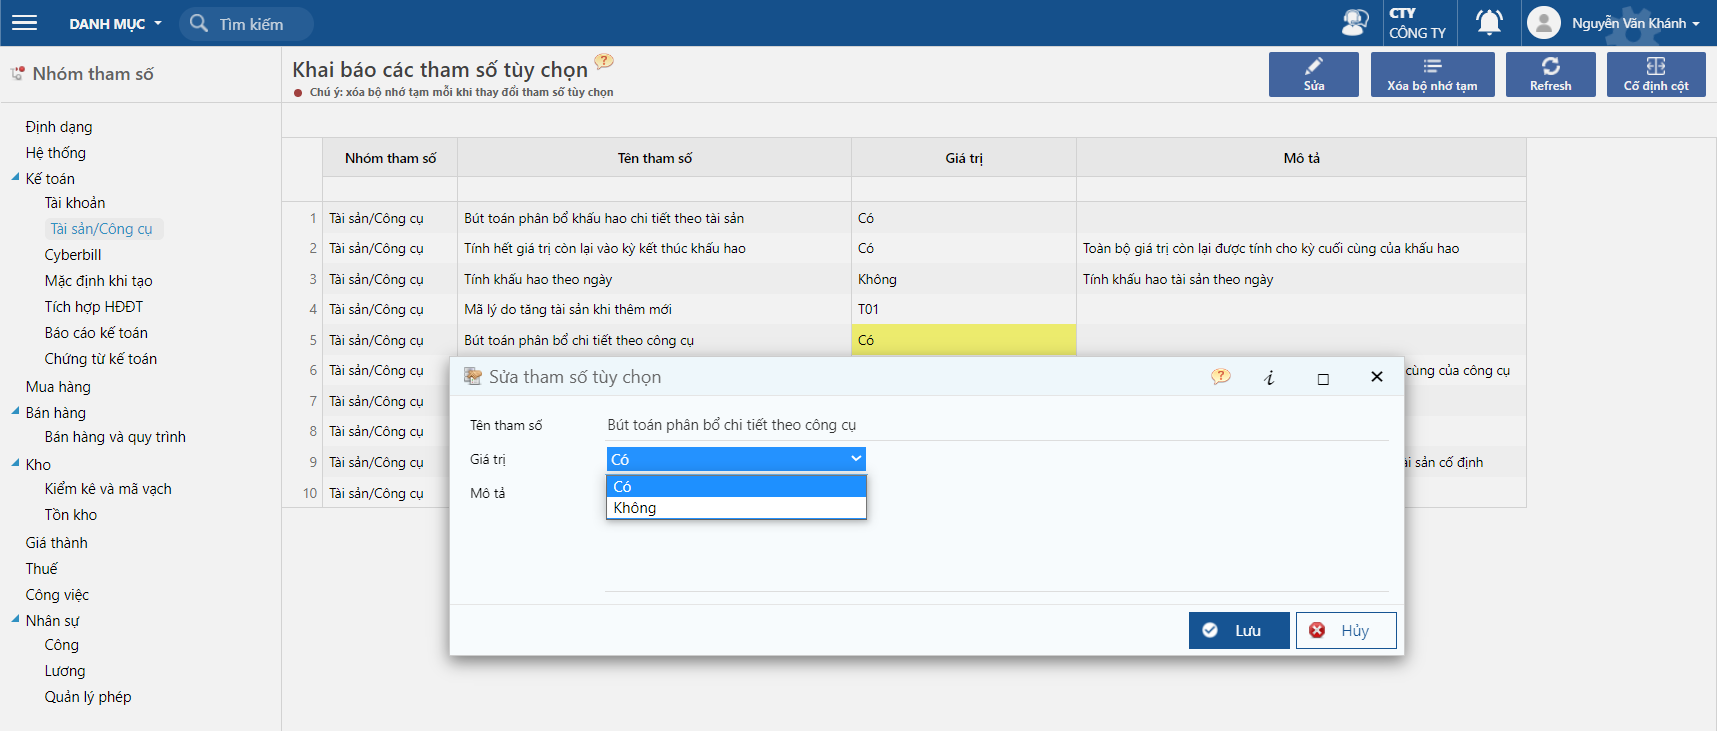 DANH MỤC
Tìm kiếm
CTY
CÔNG TY
Nguyễn Văn Khánh
Nhóm tham số
Khai báo các tham số tùy chọn
Chú ý: xóa bộ nhớ tạm mỗi khi thay đổi tham số tùy chọn
Sửa
Xóa bộ nhớ tạm
Refresh
Cố định cột
Định dạng
Hệ thống
Kế toán
Tài khoản
Tài sản/Công cụ
Cyberbill
Mặc định khi tạo
Tích hợp HĐĐT
Báo cáo kế toán
Chứng từ kế toán
Mua hàng
Bán hàng
Bán hàng và quy trình
Kho
Kiểm kê và mã vạch
Tồn kho
Giá thành
Thuế
Công việc
Nhân sự
Công
Lương
Quản lý phép
Nhóm tham số Tên tham số Giá trị Mô tả
1 Tài sản/Công cụ Bút toán phân bổ khấu hao chi tiết theo tài sản Có
2 Tài sản/Công cụ Tính hết giá trị còn lại vào kỳ kết thúc khấu hao Có Toàn bộ giá trị còn lại được tính cho kỳ cuối cùng của khấu hao
3 Tài sản/Công cụ Tính khấu hao theo ngày Không Tính khấu hao tài sản theo ngày
4 Tài sản/Công cụ Mã lý do tăng tài sản khi thêm mới T01
5 Tài sản/Công cụ Bút toán phân bổ chi tiết theo công cụ Có
6 Tài sản/Công cụ cùng của công cụ
7 Tài sản/Công cụ
8 Tài sản/Công cụ
9 Tài sản/Công cụ sản cố định
10 Tài sản/Công cụ
Sửa tham số tùy chọn
Tên tham số Bút toán phân bổ chi tiết theo công cụ
Giá trị Có
Có
Không
Mô tả
Lưu
Hủy